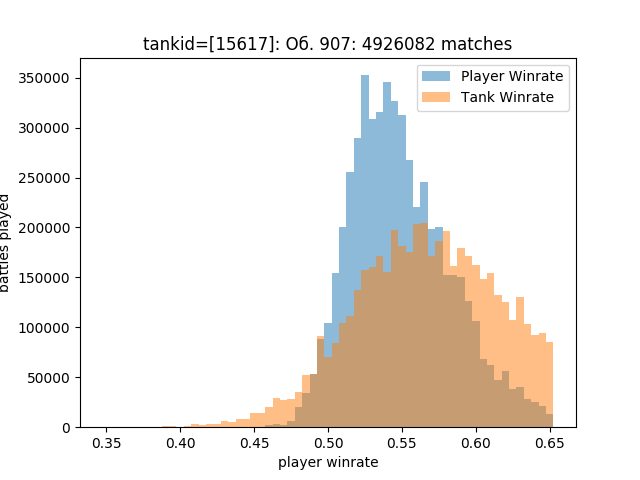 tankid=[15617]: Об. 907: 4926082 matches
Player Winrate
Tank Winrate
350000
300000
250000
200000
150000
100000
50000
0
battles played
0.35 0.40 0.45 0.50 0.55 0.60 0.65
player winrate